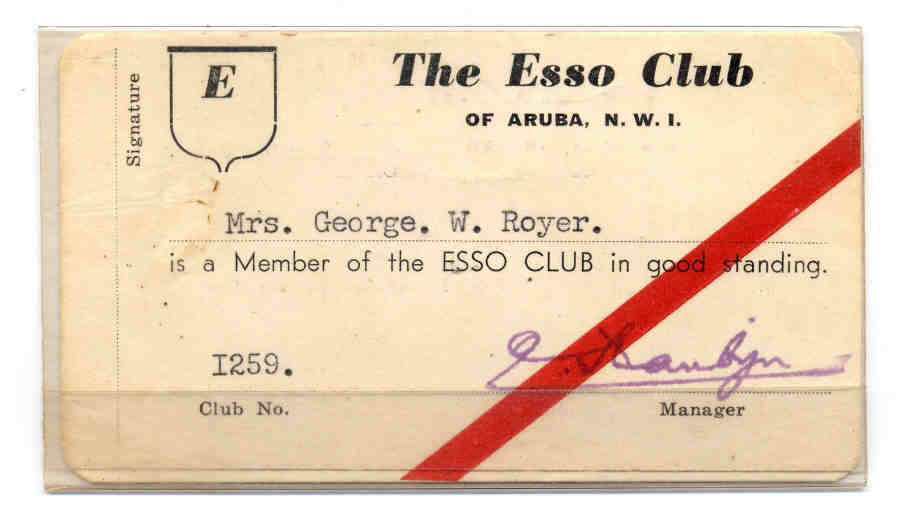 Signature
E
The Esso Club
OF ARUBA, N. W. I.
Mrs. George. W. Royer.
is a Member of the ESSO CLUB in good standing.
I259.
Club No.
Manager